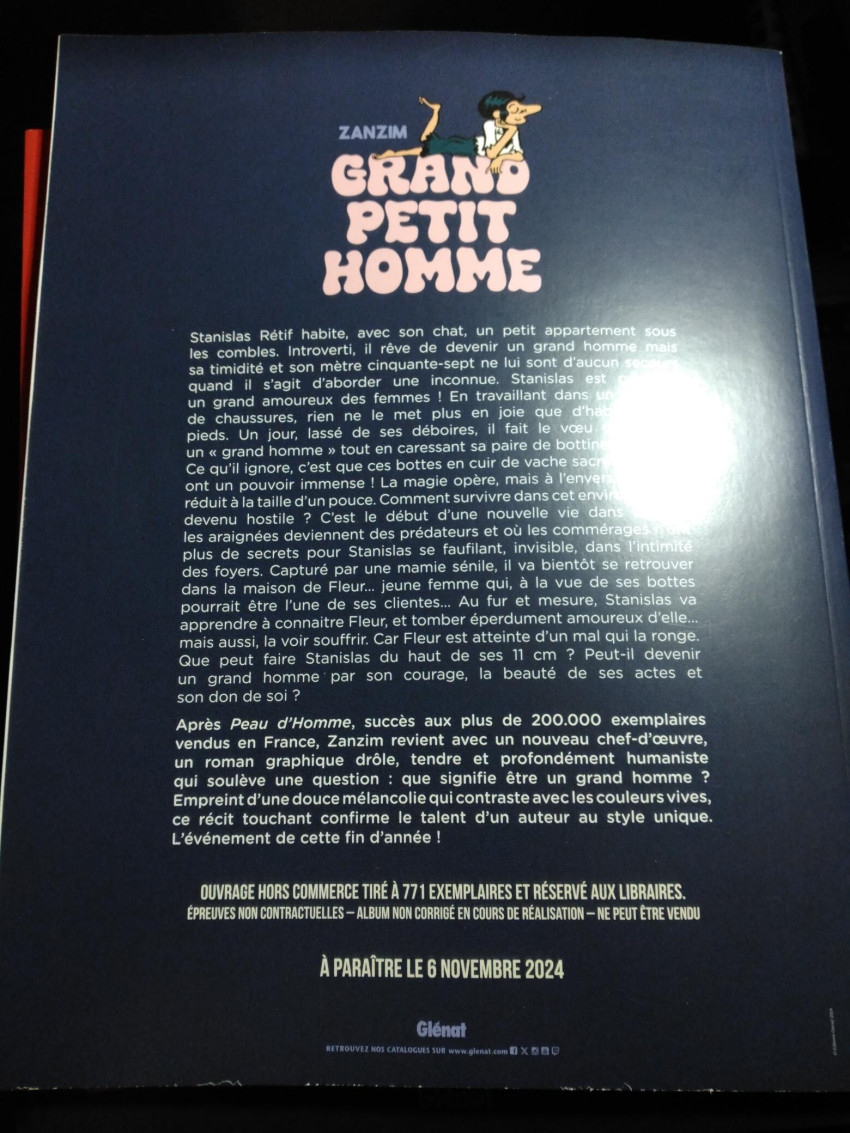 ZANZIM
GRAND
PETIT
HOMME
Stanislas Rétif habite, avec son chat, un petit appartement sous
les combles. Introverti, il rêve de devenir un grand homme mais
sa timidité et son mètre cinquante-sept ne lui sont d'aucun secours
quand il s'agit d'aborder une inconnue. Stanislas est
un grand amoureux des femmes ! En travaillant dans
de chaussures, rien ne le met plus en joie que
pieds. Un jour, lassé de ses déboires, il fait le vœu
un « grand homme » tout en caressant sa paire de
Ce qu'il ignore, c'est que ces bottes en cuir de vache
ont un pouvoir immense ! La magie opère, mais à
réduit à la taille d'un pouce. Comment survivre dans cet
devenu hostile ? C'est le début d'une nouvelle vie dans
les araignées deviennent des prédateurs et où les commérages
plus de secrets pour Stanislas se faufilant, invisible, dans l'intimité
des foyers. Capturé par une mamie sénile, il va bientôt se retrouver
dans la maison de Fleur... jeune femme qui, à la vue de ses bottes
pourrait être l'une de ses clientes... Au fur et mesure, Stanislas va
apprendre à connaitre Fleur, et tomber éperdument amoureux d'elle...
mais aussi, la voir souffrir. Car Fleur est atteinte d'un mal qui la ronge.
Que peut faire Stanislas du haut de ses 11 cm ? Peut-il devenir
un grand homme par son courage, la beauté de ses actes et
son don de soi ?
Après Peau d'Homme, succès aux plus de 200.000 exemplaires
vendus en France, Zanzim revient avec un nouveau chef-d'œuvre,
un roman graphique drôle, tendre et profondément humaniste
qui soulève une question : que signifie être un grand homme ?
Empreint d'une douce mélancolie qui contraste avec les couleurs vives,
ce récit touchant confirme le talent d'un auteur au style unique.
L'événement de cette fin d'année !
OUVRAGE HORS COMMERCE TIRÉ À 771 EXEMPLAIRES ET RÉSERVÉ AUX LIBRAIRES.
ÉPREUVES NON CONTRACTUELLES – ALBUM NON CORRIGÉ EN COURS DE RÉALISATION – NE PEUT ÊTRE VENDU
À PARAÎTRE LE 6 NOVEMBRE 2024
Glénat
RETROUVEZ NOS CATALOGUES SUR www.glenat.com